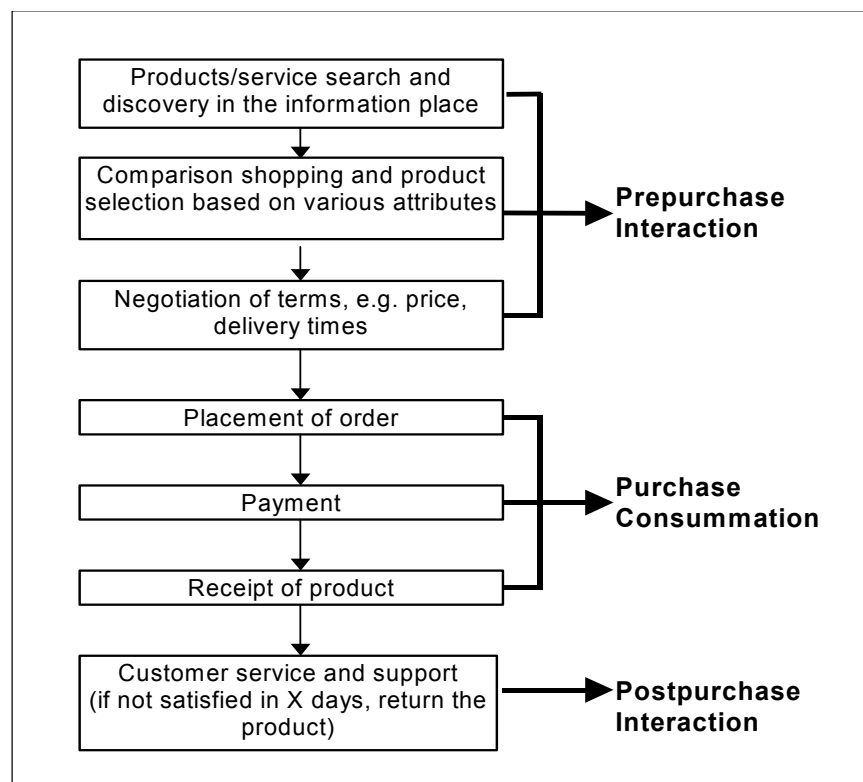 Products/service search and
discovery in the information place
Comparison shopping and product
selection based on various attributes
Prepurchase
Interaction
Negotiation of terms, e.g. price,
delivery times
Placement of order
Payment
Purchase
Consummation
Receipt of product
Customer service and support
(if not satisfied in X days, return the
product)
Postpurchase
Interaction